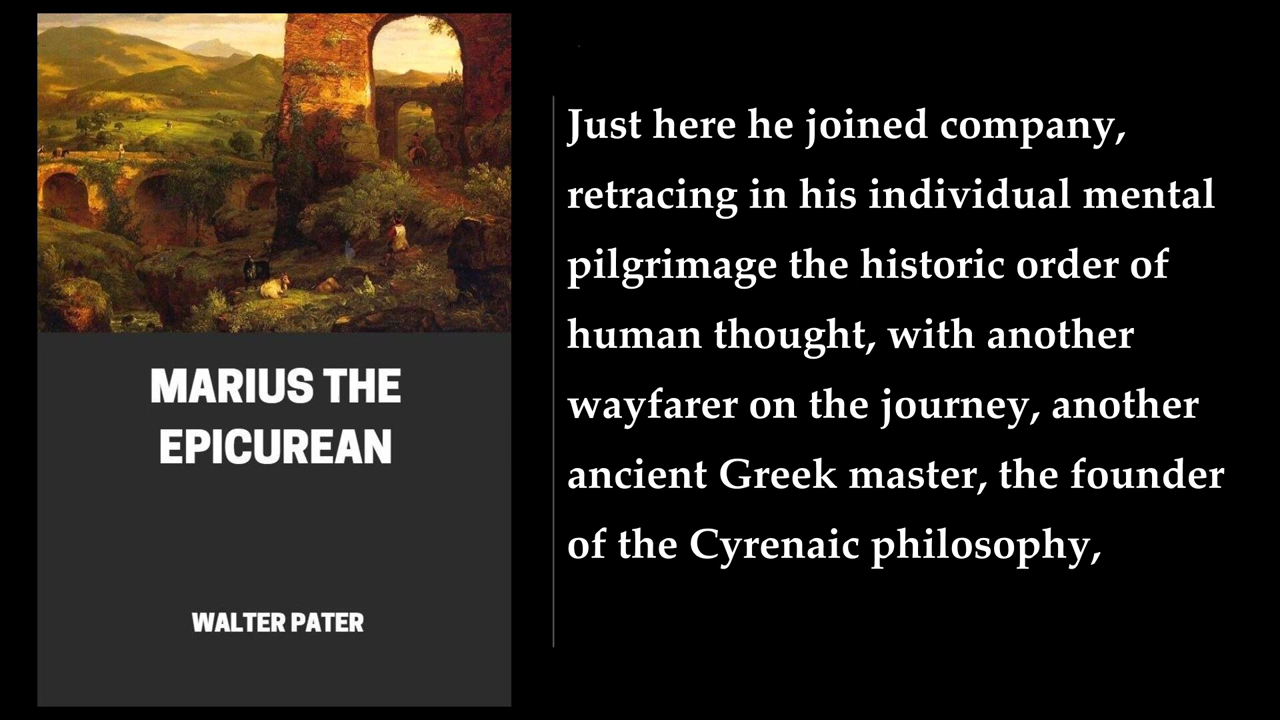 MARIUS THE
EPICUREAN
WALTER PATER
Just here he joined company,
retracing in his individual mental
pilgrimage the historic order of
human thought, with another
wayfarer on the journey, another
ancient Greek master, the founder
of the Cyrenaic philosophy,